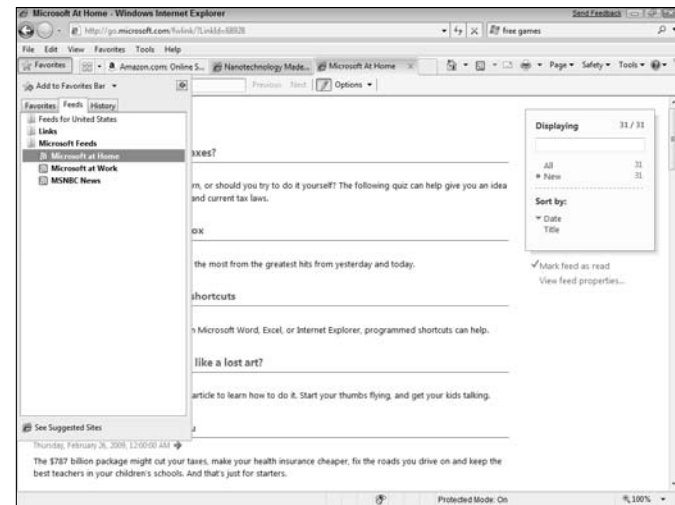 Microsoft At Home - Windows Internet Explorer
Send Feedback
http://go.microsoft.com/fwlink/?LinkId=68928
free games
File Edit View Favorites Tools Help
Favorites
Amazon.com: Online S...
Nanotechnology Made...
Microsoft At Home
Page
Safety
Tools
Add to Favorites Bar
Previous Next
Options
Favorites Feeds History
Feeds for United States
Links
Microsoft Feeds
Microsoft at Home
Microsoft at Work
MSNBC News
See Suggested Sites
axes?
rn, or should you try to do it yourself? The following quiz can help give you an idea
and current tax laws.
ox
the most from the greatest hits from yesterday and today.
shortcuts
n Microsoft Word, Excel, or Internet Explorer, programmed shortcuts can help.
like a lost art?
article to learn how to do it. Start your thumbs flying, and get your kids talking.
Thursday, February 26, 2009, 12:00:00 AM
The $787 billion package might cut your taxes, make your health insurance cheaper, fix the roads you drive on and keep the
best teachers in your children's schools. And that's just for starters.
Displaying 31 / 31
All 31
New 31
Sort by:
Date
Title
Mark feed as read
View feed properties...
Protected Mode: On
100%